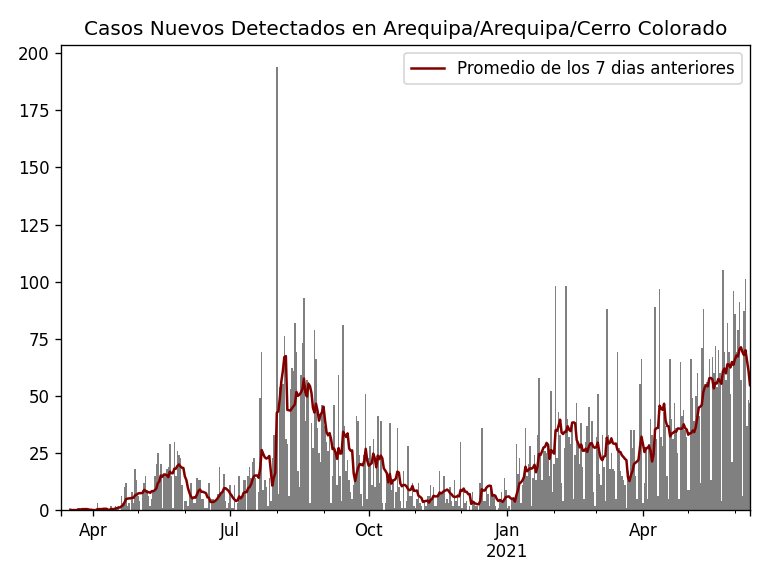 Casos Nuevos Detectados en Arequipa/Arequipa/Cerro Colorado
Promedio de los 7 dias anteriores
200
175
150
125
100
75
50
25
0
Apr
Jul
Oct
Jan
2021
Apr